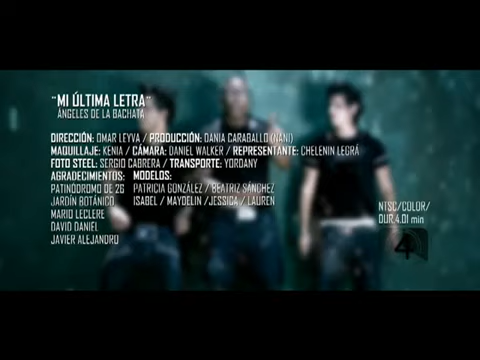 "MI ÚLTIMA LETRA"
ÁNGELES DE LA BACHATA
DIRECCIÓN: OMAR LEYVA / PRODUCCIÓN: DANIA CARABALLO (NANI)
MAQUILLAJE: KENIA / CÁMARA: DANIEL WALKER / REPRESENTANTE: CHELENIN LEGRÁ
FOTO STEEL: SERGIO CABRERA / TRANSPORTE: YORDANY
AGRADECIMIENTOS: MODELOS:
PATINÓDROMO DE 26 PATRICIA GONZÁLEZ / BEATRIZ SÁNCHEZ
JARDÍN BOTÁNICO ISABEL / MAYDELIN /JESSICA / LAUREN
MARIO LECLERE
DAVID DANIEL
JAVIER ALEJANDRO
NTSC/COLOR/
DUR,4.01 min
4